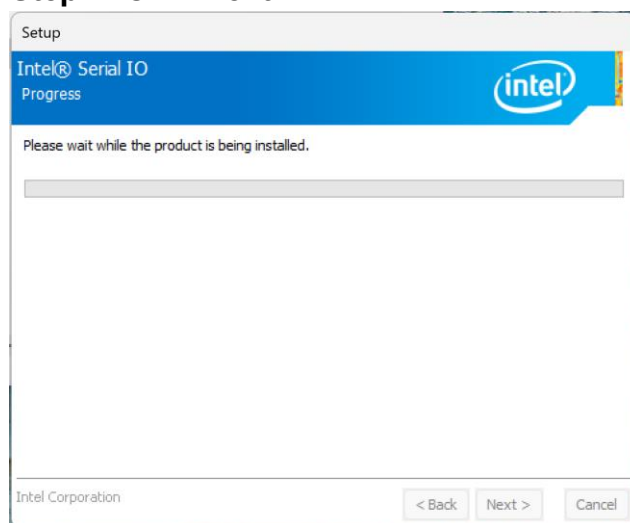 Setup
Intel® Serial IO
Progress
intel
Please wait while the product is being installed.
Intel Corporation
< Back Next > Cancel